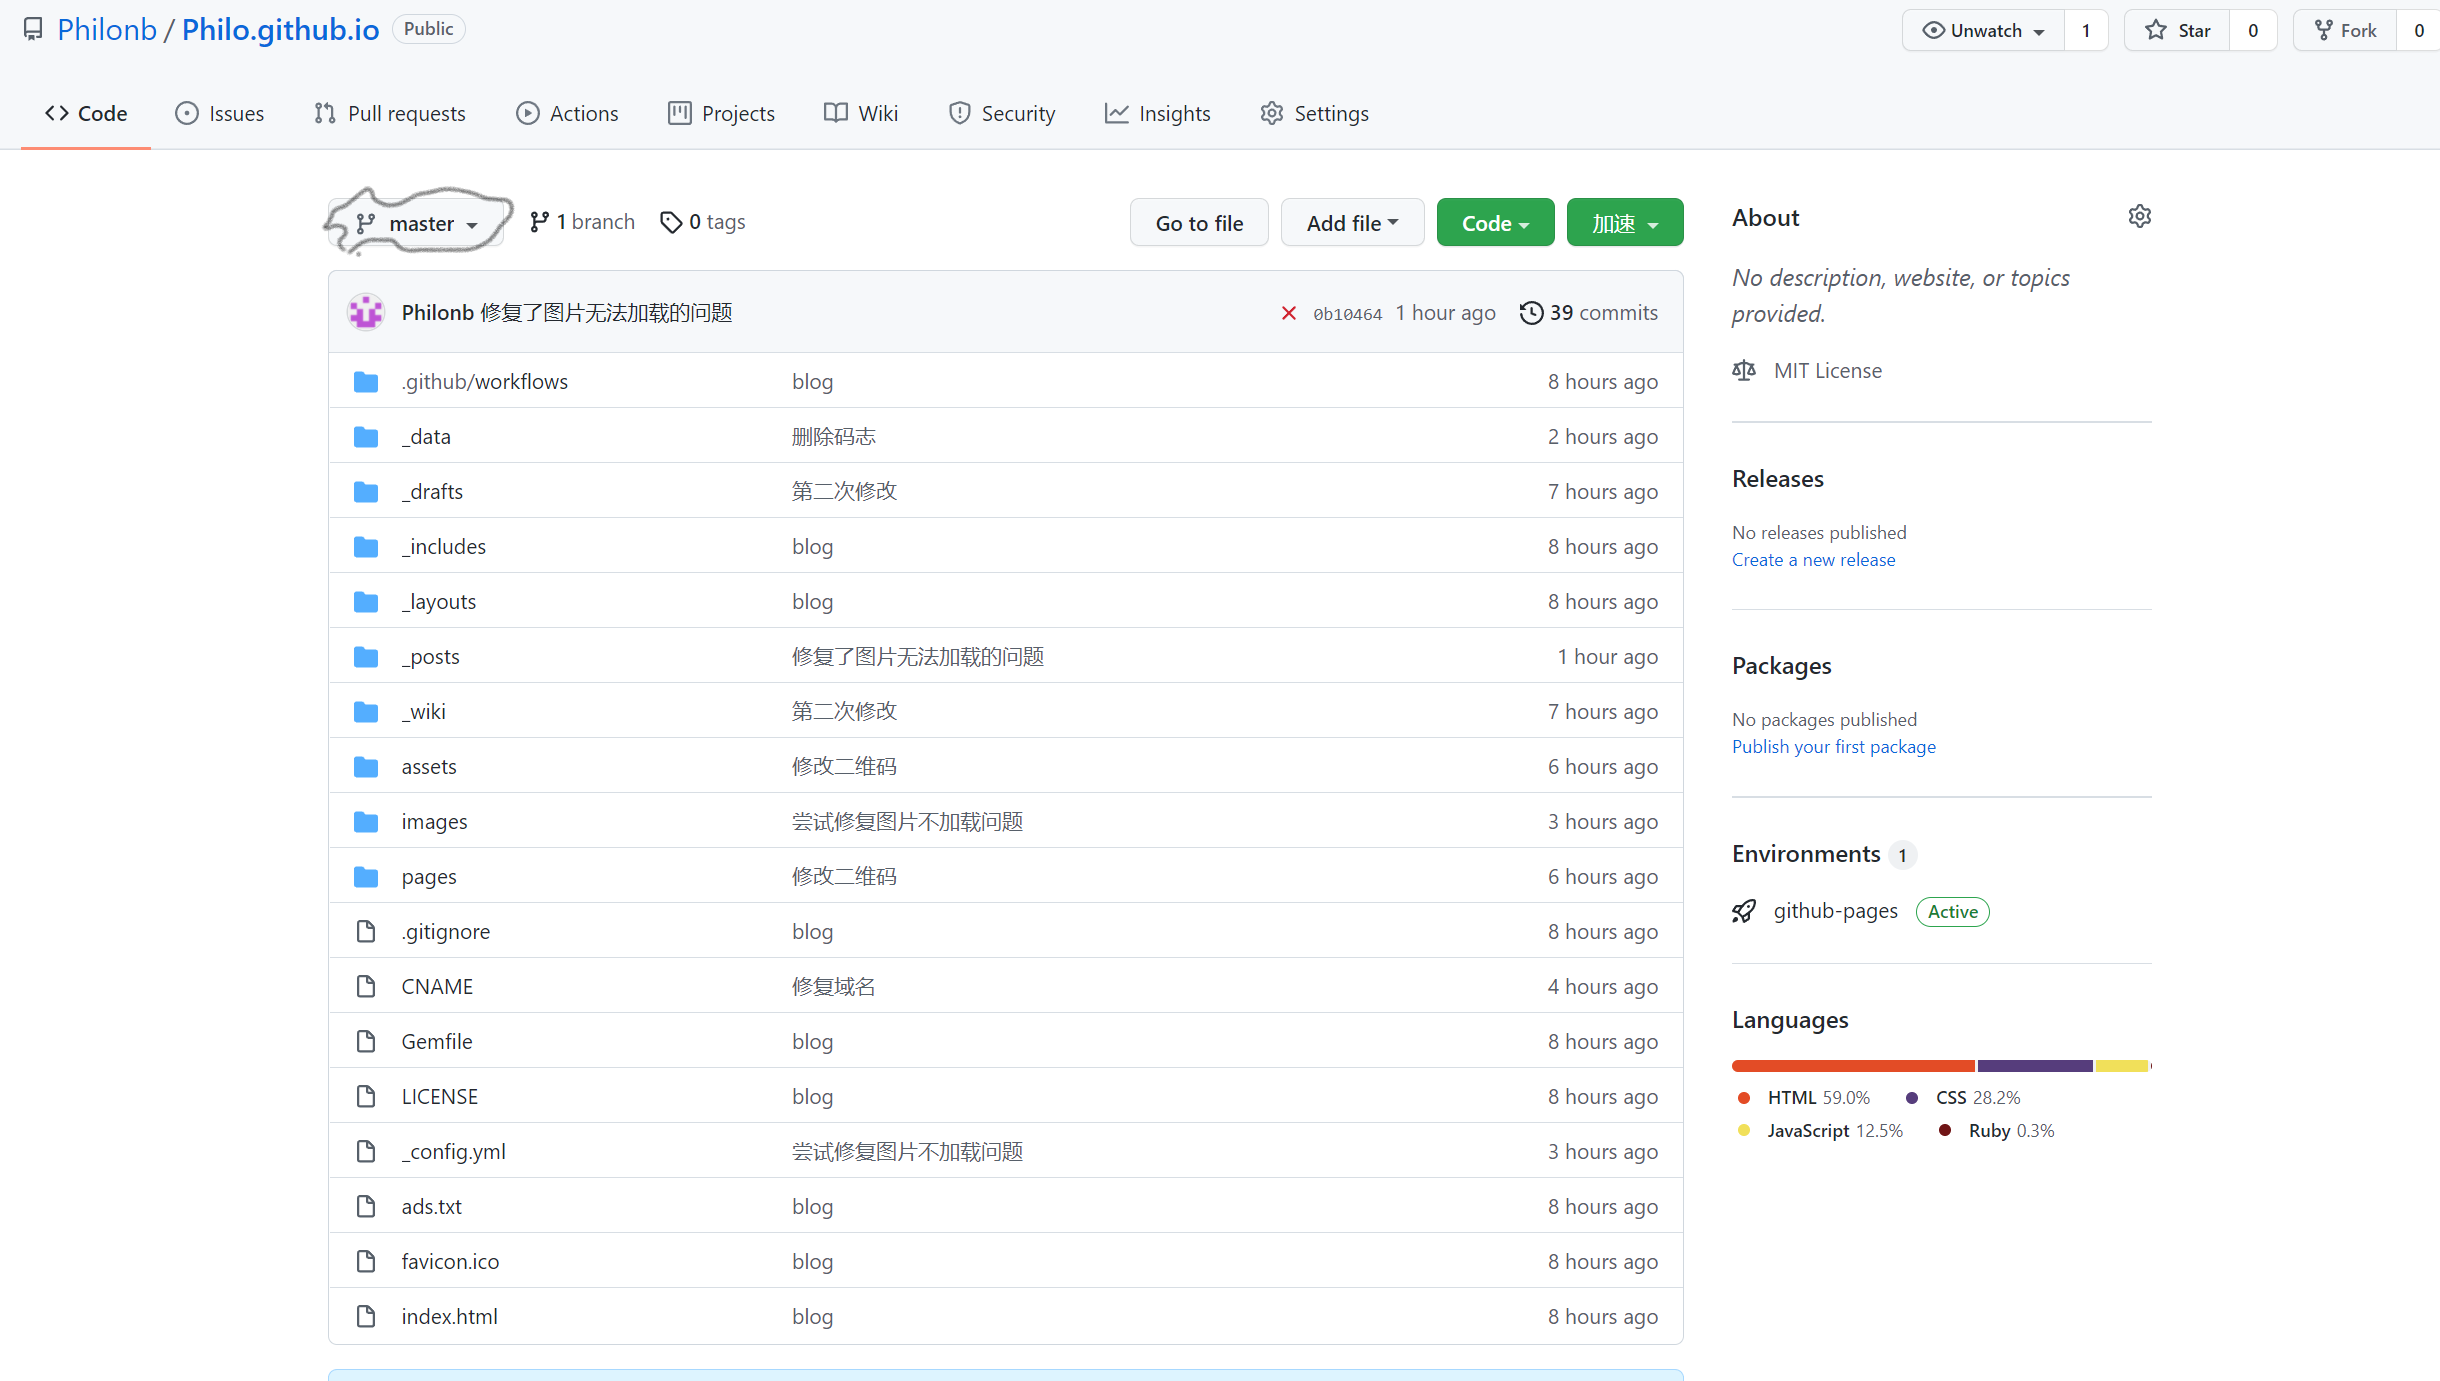 Philonb / Philo.github.io Public
Unwatch 1 Star 0 Fork 0
Code Issues Pull requests Actions Projects Wiki Security Insights Settings
master 1 branch 0 tags Go to file Add file Code 加速
Philonb 修复了图片无法加载的问题 0b10464 1 hour ago 39 commits
.github/workflows blog 8 hours ago
_data 删除码志 2 hours ago
_drafts 第二次修改 7 hours ago
_includes blog 8 hours ago
_layouts blog 8 hours ago
_posts 修复了图片无法加载的问题 1 hour ago
_wiki 第二次修改 7 hours ago
assets 修改二维码 6 hours ago
images 尝试修复图片不加载问题 3 hours ago
pages 修改二维码 6 hours ago
.gitignore blog 8 hours ago
CNAME 修复域名 4 hours ago
Gemfile blog 8 hours ago
LICENSE blog 8 hours ago
_config.yml 尝试修复图片不加载问题 3 hours ago
ads.txt blog 8 hours ago
favicon.ico blog 8 hours ago
index.html blog 8 hours ago
About
No description, website, or topics
provided.
MIT License
Releases
No releases published
Create a new release
Packages
No packages published
Publish your first package
Environments 1
github-pages Active
Languages
HTML 59.0% CSS 28.2%
JavaScript 12.5% Ruby 0.3%